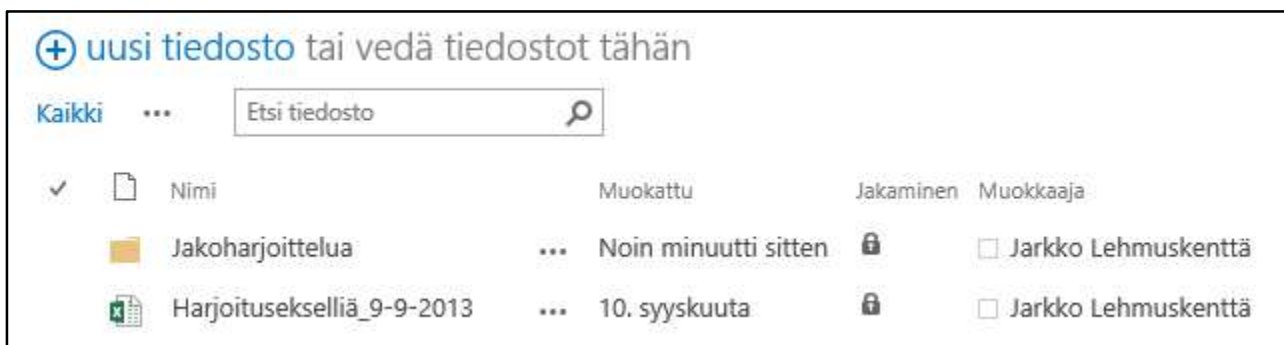 uusi tiedosto tai vedä tiedostot tähän
Kaikki ••• Etsi tiedosto
Nimi Muokattu Jakaminen Muokkaaja
Jakoharjoittelua ••• Noin minuutti sitten Jarkko Lehmuskenttä
Harjoituseksellliä_9-9-2013 ••• 10. syyskuuta Jarkko Lehmuskenttä